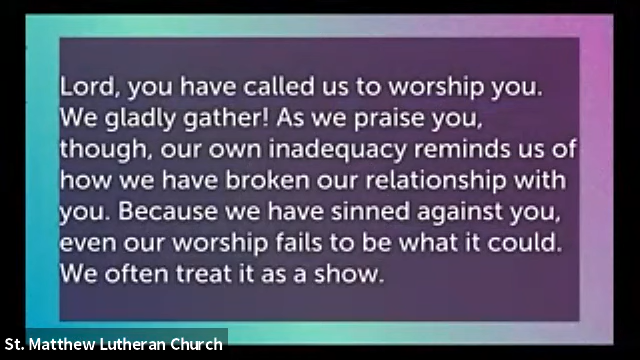 Lord, you have called us to worship you.
We gladly gather! As we praise you,
though, our own inadequacy reminds us of
how we have broken our relationship with
you. Because we have sinned against you,
even our worship fails to be what it could.
We often treat it as a show.
St. Matthew Lutheran Church